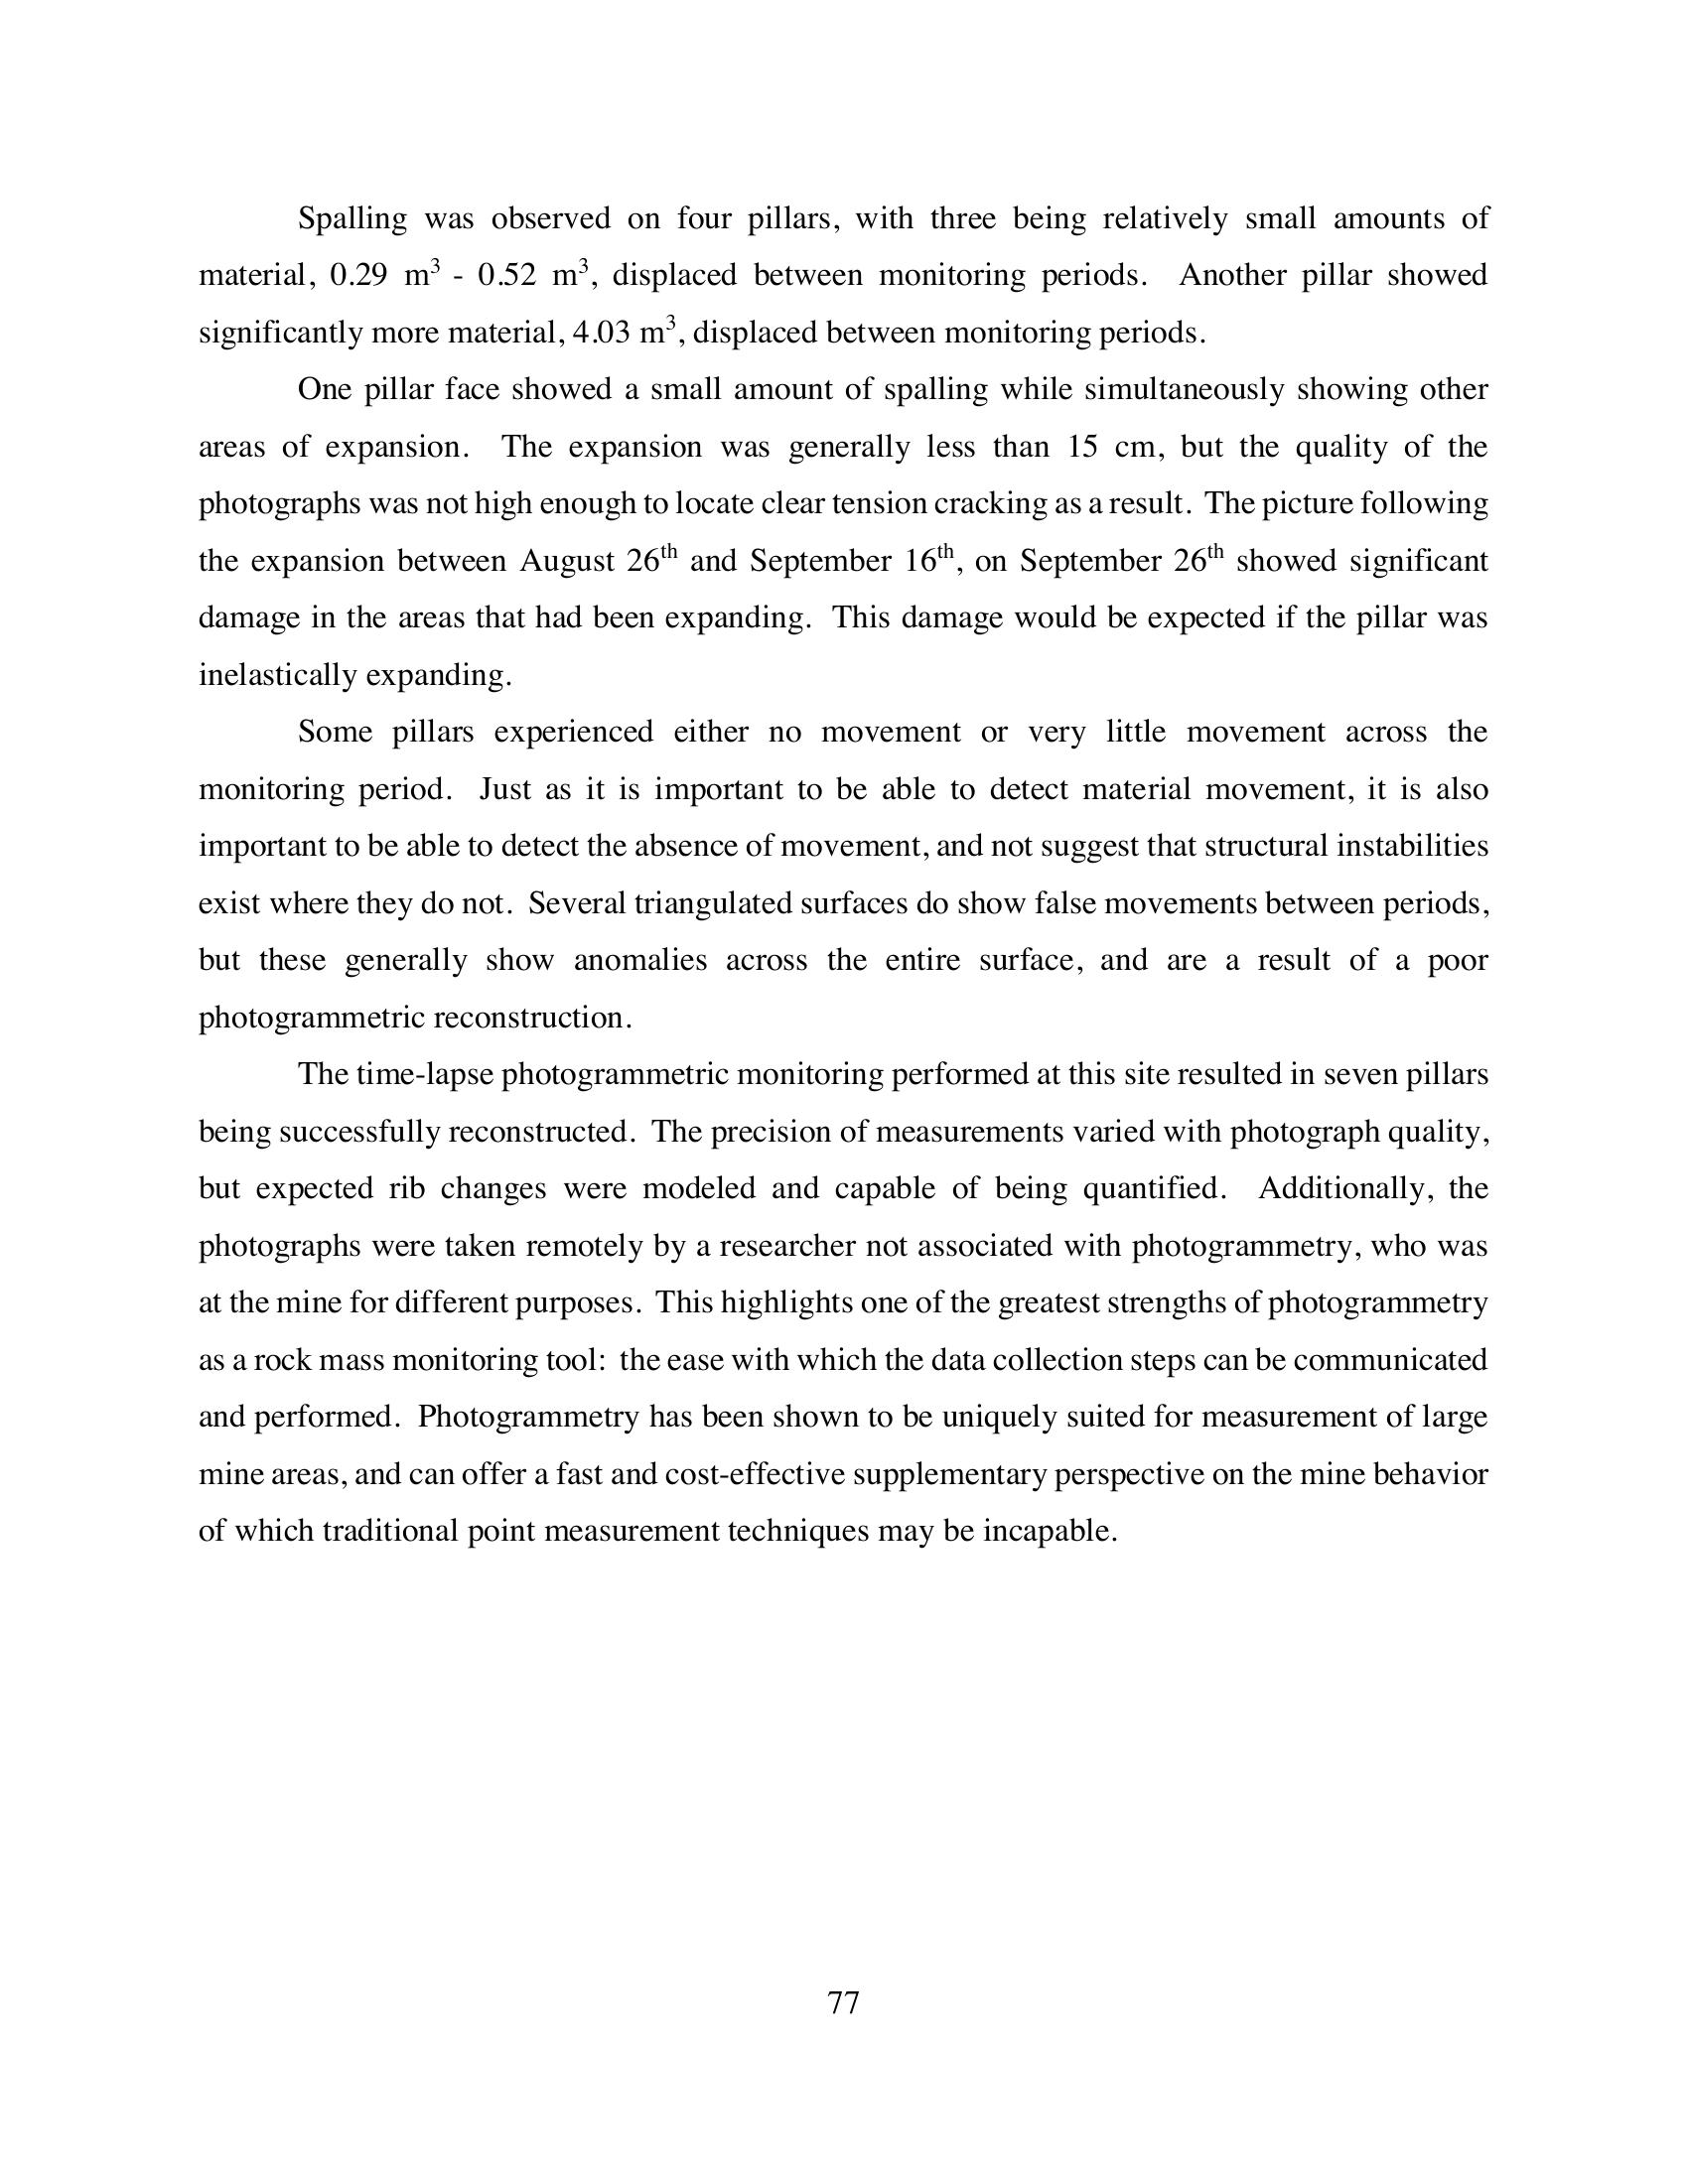 Spalling was observed on four pillars, with three being relatively small amounts of
material, 0.29 m³ - 0.52 m³, displaced between monitoring periods. Another pillar showed
significantly more material, 4.03 m³, displaced between monitoring periods.
One pillar face showed a small amount of spalling while simultaneously showing other
areas of expansion. The expansion was generally less than 15 cm, but the quality of the
photographs was not high enough to locate clear tension cracking as a result. The picture following
the expansion between August 26th and September 16th, on September 26th showed significant
damage in the areas that had been expanding. This damage would be expected if the pillar was
inelastically expanding.
Some pillars experienced either no movement or very little movement across the
monitoring period. Just as it is important to be able to detect material movement, it is also
important to be able to detect the absence of movement, and not suggest that structural instabilities
exist where they do not. Several triangulated surfaces do show false movements between periods,
but these generally show anomalies across the entire surface, and are a result of a poor
photogrammetric reconstruction.
The time-lapse photogrammetric monitoring performed at this site resulted in seven pillars
being successfully reconstructed. The precision of measurements varied with photograph quality,
but expected rib changes were modeled and capable of being quantified. Additionally, the
photographs were taken remotely by a researcher not associated with photogrammetry, who was
at the mine for different purposes. This highlights one of the greatest strengths of photogrammetry
as a rock mass monitoring tool: the ease with which the data collection steps can be communicated
and performed. Photogrammetry has been shown to be uniquely suited for measurement of large
mine areas, and can offer a fast and cost-effective supplementary perspective on the mine behavior
of which traditional point measurement techniques may be incapable.
77